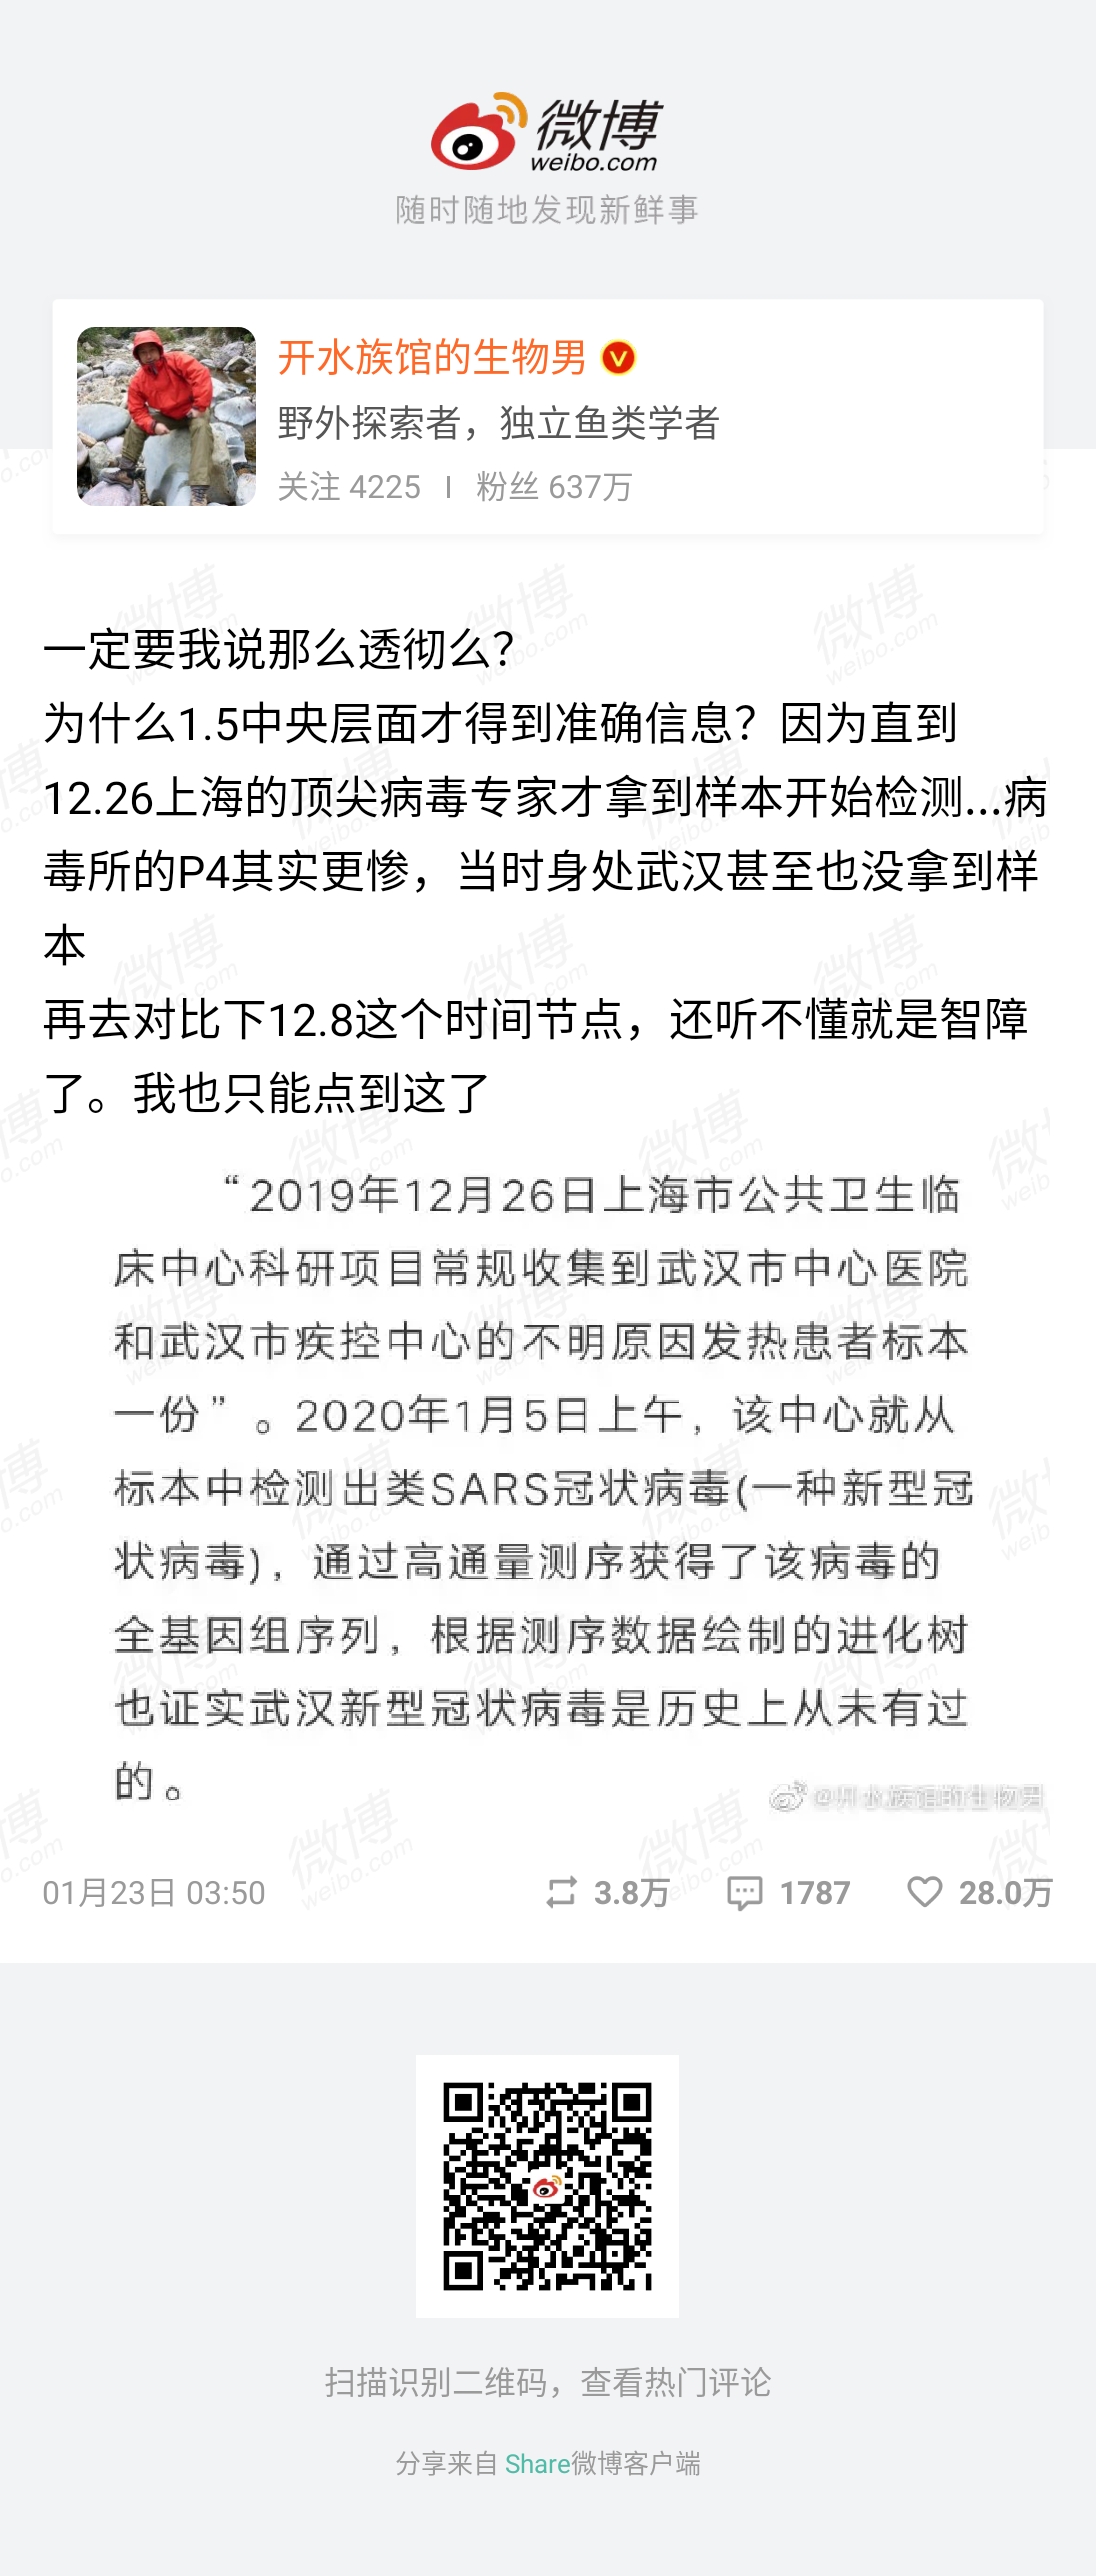 微博
weibo.com
随时随地发现新鲜事
开水族馆的生物男
野外探索者，独立鱼类学者
关注 4225 | 粉丝 637万
一定要我说那么透彻么？
为什么1.5中央层面才得到准确信息？因为直到
12.26上海的顶尖病毒专家才拿到样本开始检测...病
毒所的P4其实更惨，当时身处武汉甚至也没拿到样
本
再去对比下12.8这个时间节点，还听不懂就是智障
了。我也只能点到这了
“2019年12月26日上海市公共卫生临
床中心科研项目常规收集到武汉市中心医院
和武汉市疾控中心的不明原因发热患者标本
一份”。2020年1月5日上午，该中心就从
标本中检测出类SARS冠状病毒(一种新型冠
状病毒)，通过高通量测序获得了该病毒的
全基因组序列，根据测序数据绘制的进化树
也证实武汉新型冠状病毒是历史上从未有过
的。
@开水族馆的生物男
01月23日 03:50 3.8万 1787 28.0万
扫描识别二维码，查看热门评论
分享来自 Share微博客户端